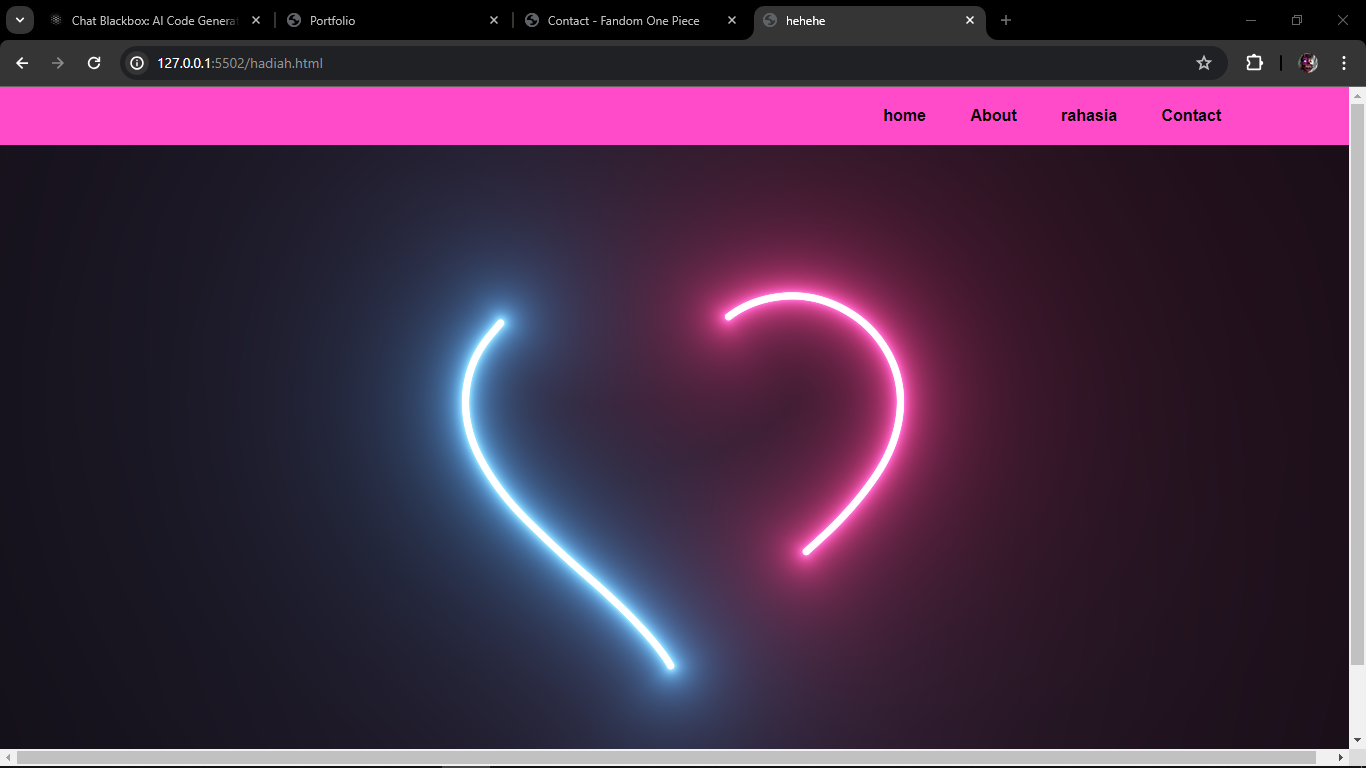 Chat Blackbox: AI Code Generat
Portfolio
Contact - Fandom One Piece
hehehe
127.0.0.1:5502/hadiah.html
home About rahasia Contact